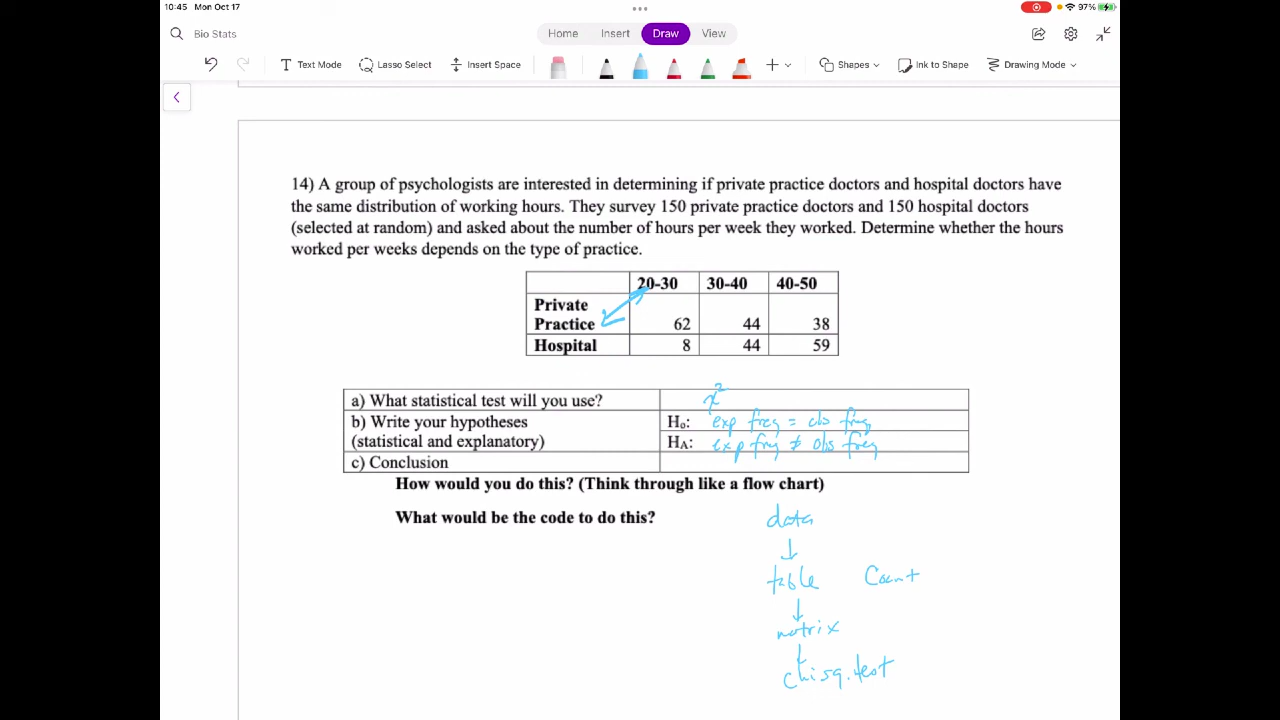 10:45 Mon Oct 17
97%
Bio Stats
Home Insert Draw View
Text Mode Lasso Select Insert Space Shapes Ink to Shape Drawing Mode
14) A group of psychologists are interested in determining if private practice doctors and hospital doctors have
the same distribution of working hours. They survey 150 private practice doctors and 150 hospital doctors
(selected at random) and asked about the number of hours per week they worked. Determine whether the hours
worked per weeks depends on the type of practice.
20-30 30-40 40-50
Private
Practice 62 44 38
Hospital 8 44 59
a) What statistical test will you use? x²
b) Write your hypotheses H₀: exp freq = obs freq
(statistical and explanatory) Hᴀ: exp freq ≠ obs freq
c) Conclusion
How would you do this? (Think through like a flow chart)
What would be the code to do this? data
↓
table Count
↓
matrix
chisq.test